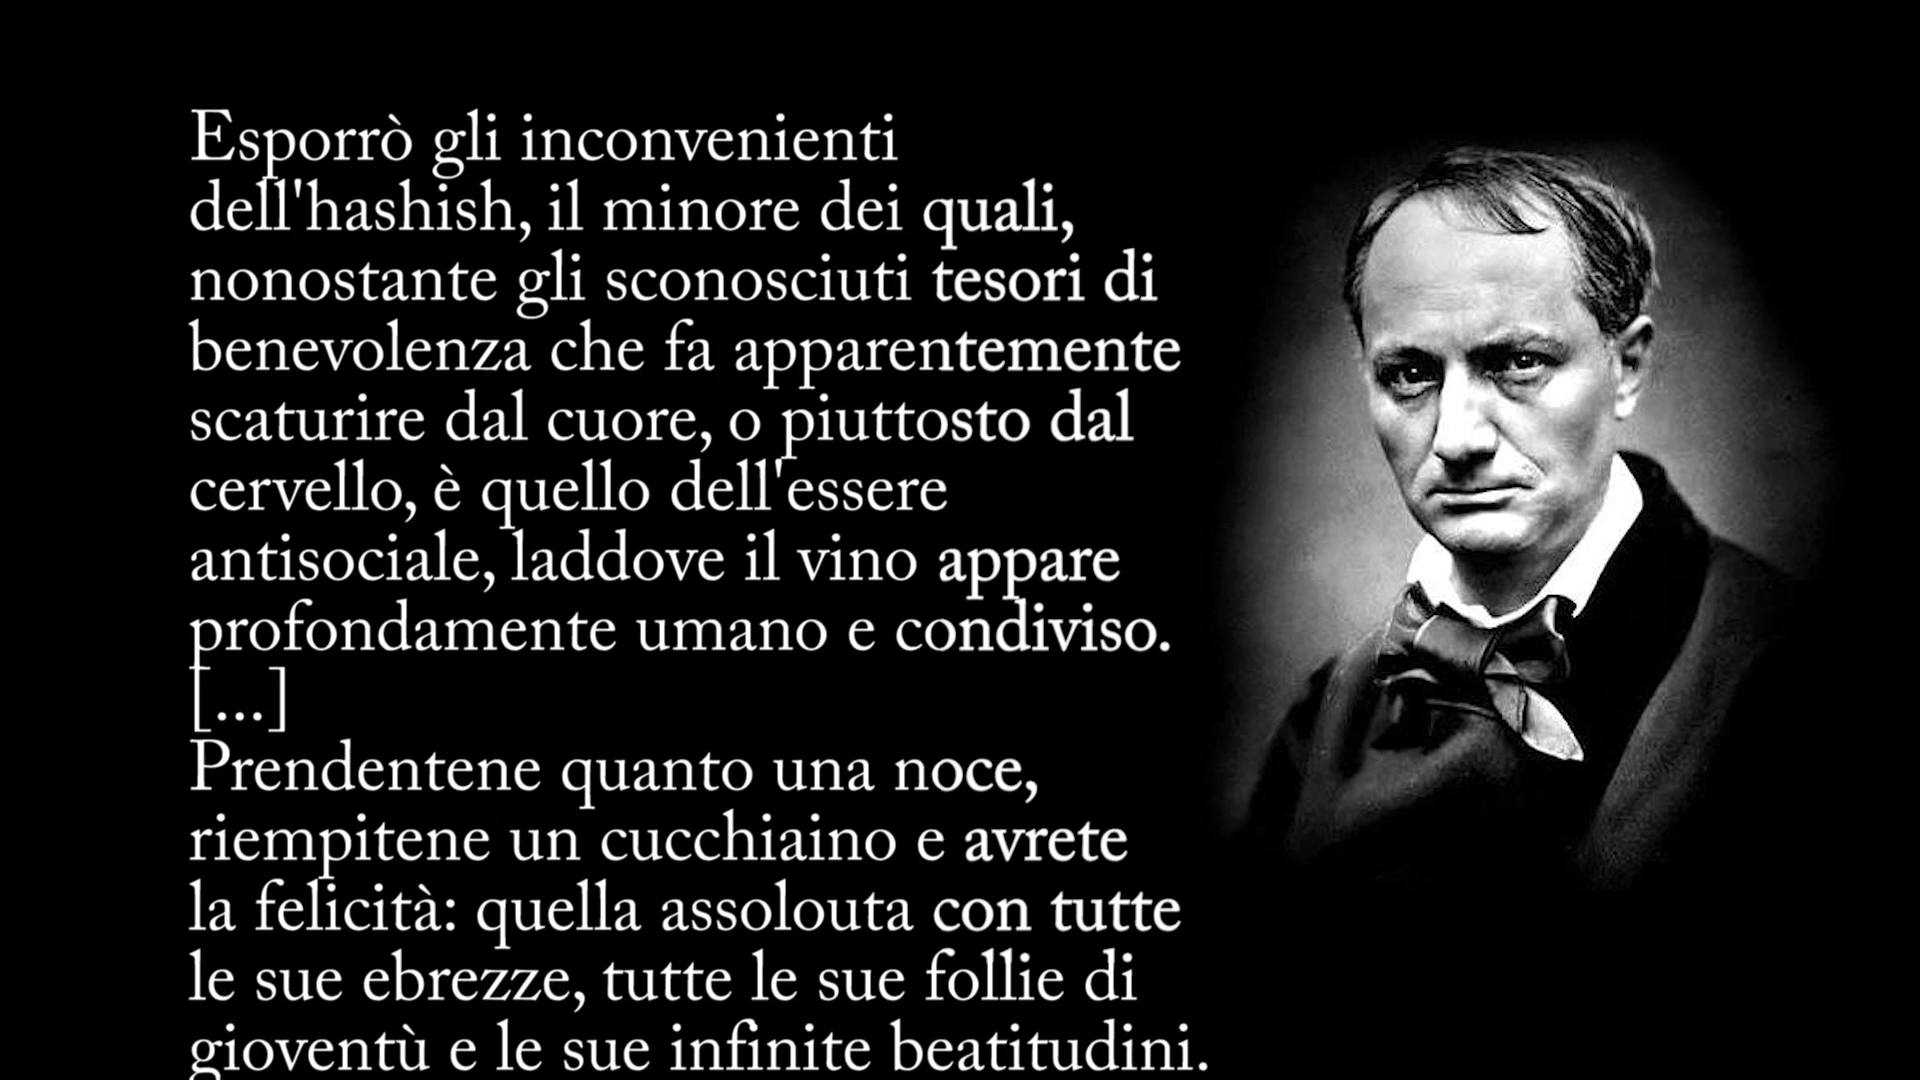 Esporrò gli inconvenienti
dell'hashish, il minore dei quali,
nonostante gli sconosciuti tesori di
benevolenza che fa apparentemente
scaturire dal cuore, o piuttosto dal
cervello, è quello dell'essere
antisociale, laddove il vino appare
profondamente umano e condiviso.
[...]
Prendentene quanto una noce,
riempitene un cucchiaino e avrete
la felicità: quella assolouta con tutte
le sue ebrezze, tutte le sue follie di
gioventù e le sue infinite beatitudini.